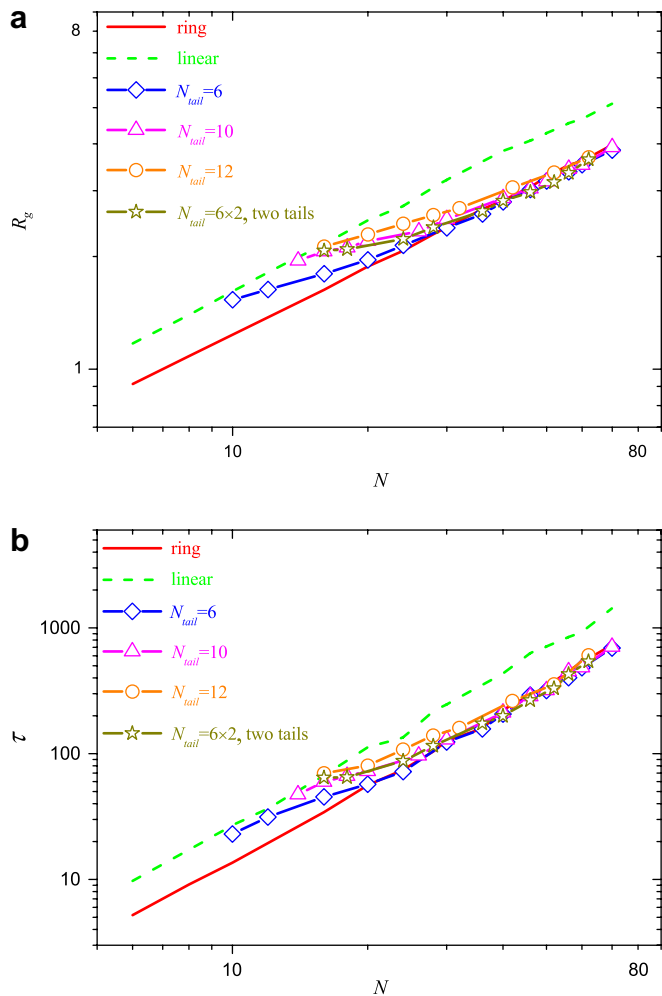 a
8
ring
linear
N_tail=6
N_tail=10
N_tail=12
N_tail=6×2, two tails
R_g
1
10
80
N
b
ring
linear
N_tail=6
N_tail=10
N_tail=12
N_tail=6×2, two tails
1000
τ
100
10
10
80
N